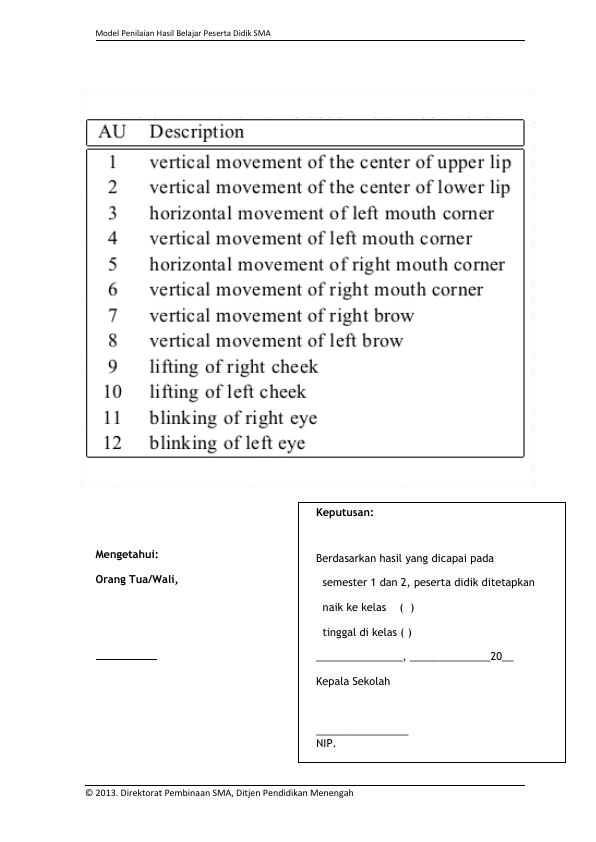 Model Penilaian Hasil Belajar Peserta Didik SMA
AU Description
1 vertical movement of the center of upper lip
2 vertical movement of the center of lower lip
3 horizontal movement of left mouth corner
4 vertical movement of left mouth corner
5 horizontal movement of right mouth corner
6 vertical movement of right mouth corner
7 vertical movement of right brow
8 vertical movement of left brow
9 lifting of right cheek
10 lifting of left cheek
11 blinking of right eye
12 blinking of left eye
Mengetahui:
Orang Tua/Wali,
__________
Keputusan:
Berdasarkan hasil yang dicapai pada
semester 1 dan 2, peserta didik ditetapkan
naik ke kelas ( )
tinggal di kelas ( )
_______________, ______________20__
Kepala Sekolah
________________
NIP.
© 2013. Direktorat Pembinaan SMA, Ditjen Pendidikan Menengah